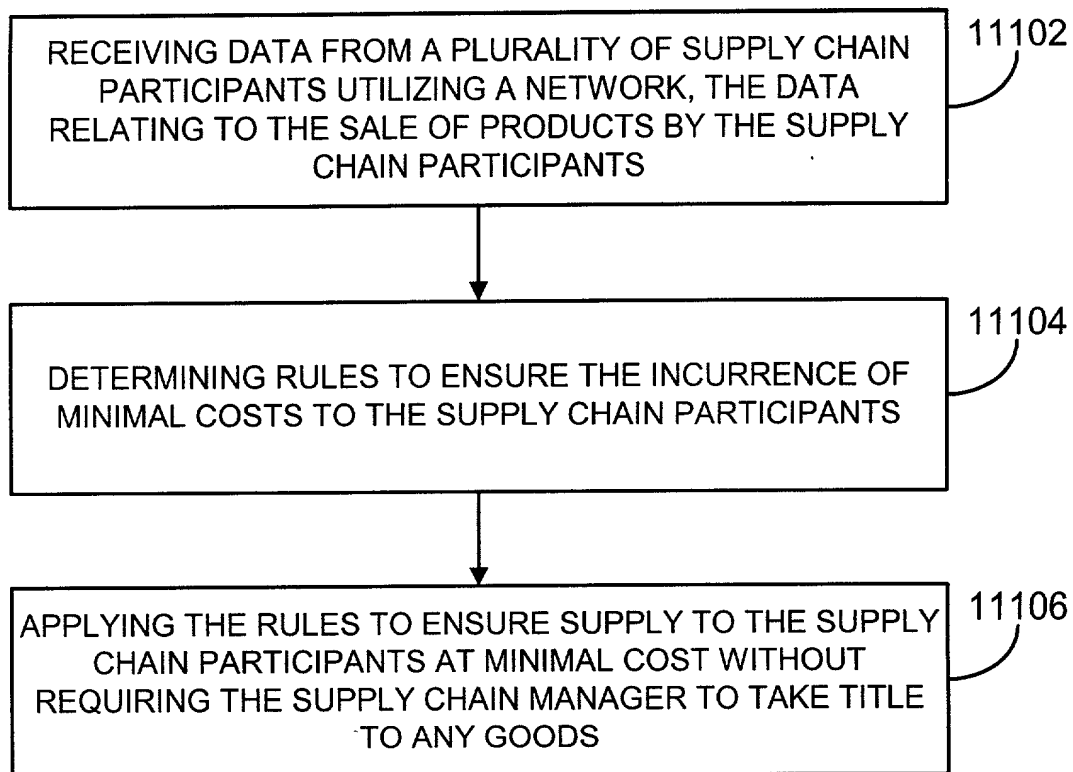 RECEIVING DATA FROM A PLURALITY OF SUPPLY CHAIN
PARTICIPANTS UTILIZING A NETWORK, THE DATA
RELATING TO THE SALE OF PRODUCTS BY THE SUPPLY
CHAIN PARTICIPANTS
11102
DETERMINING RULES TO ENSURE THE INCURRENCE OF
MINIMAL COSTS TO THE SUPPLY CHAIN PARTICIPANTS
11104
APPLYING THE RULES TO ENSURE SUPPLY TO THE SUPPLY
CHAIN PARTICIPANTS AT MINIMAL COST WITHOUT
REQUIRING THE SUPPLY CHAIN MANAGER TO TAKE TITLE
TO ANY GOODS
11106